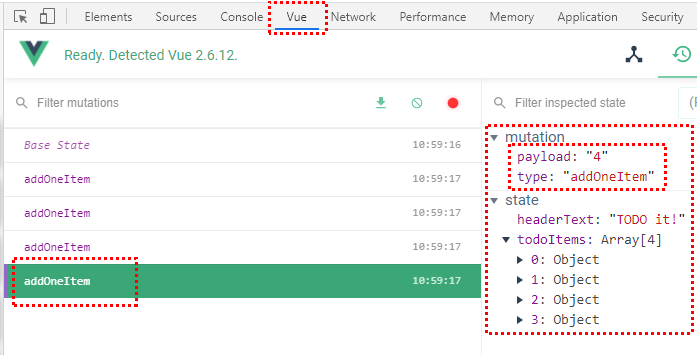 Elements Sources Console Vue Network Performance Memory Application Security
Ready. Detected Vue 2.6.12.
Filter mutations
Filter inspected state
Base State 10:59:16
addOneItem 10:59:17
addOneItem 10:59:17
addOneItem 10:59:17
addOneItem 10:59:17
mutation
payload: "4"
type: "addOneItem"
state
headerText: "TODO it!"
todoItems: Array[4]
0: Object
1: Object
2: Object
3: Object